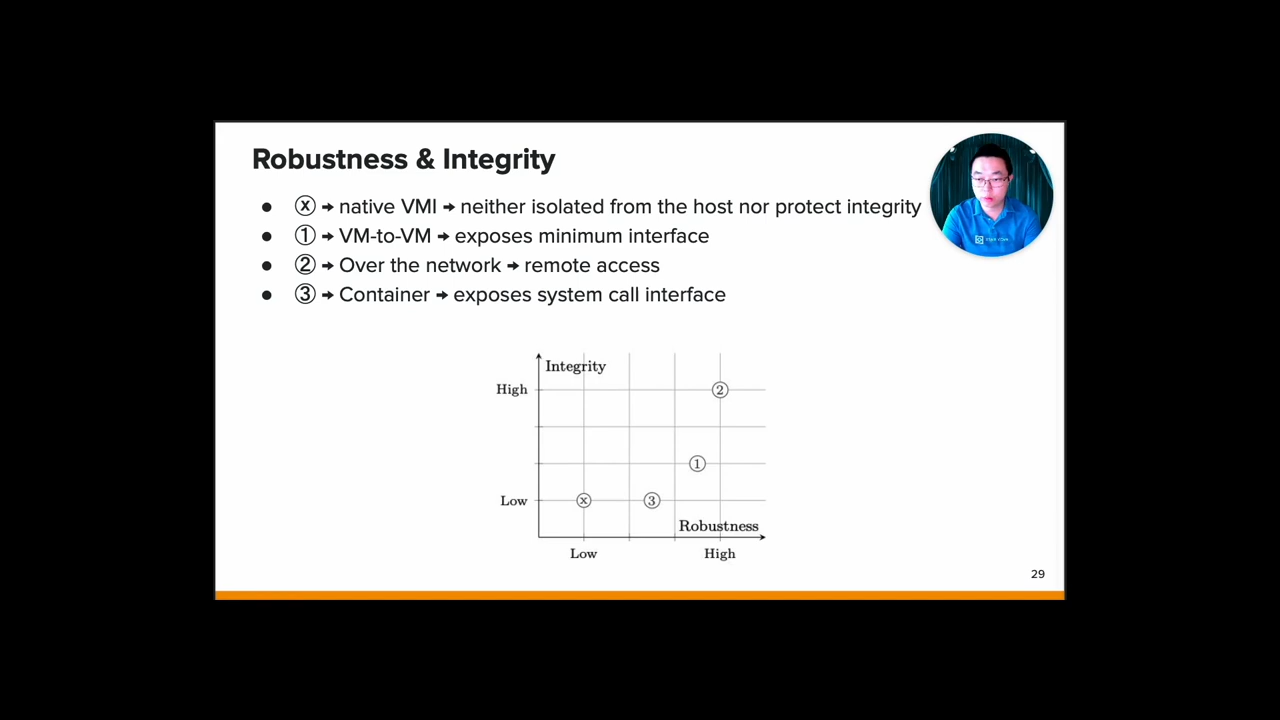 Robustness & Integrity
● ⓧ → native VMI → neither isolated from the host nor protect integrity
● ① → VM-to-VM → exposes minimum interface
● ② → Over the network → remote access
● ③ → Container → exposes system call interface
Integrity
High
②
①
Low
ⓧ
③
Robustness
Low
High
29